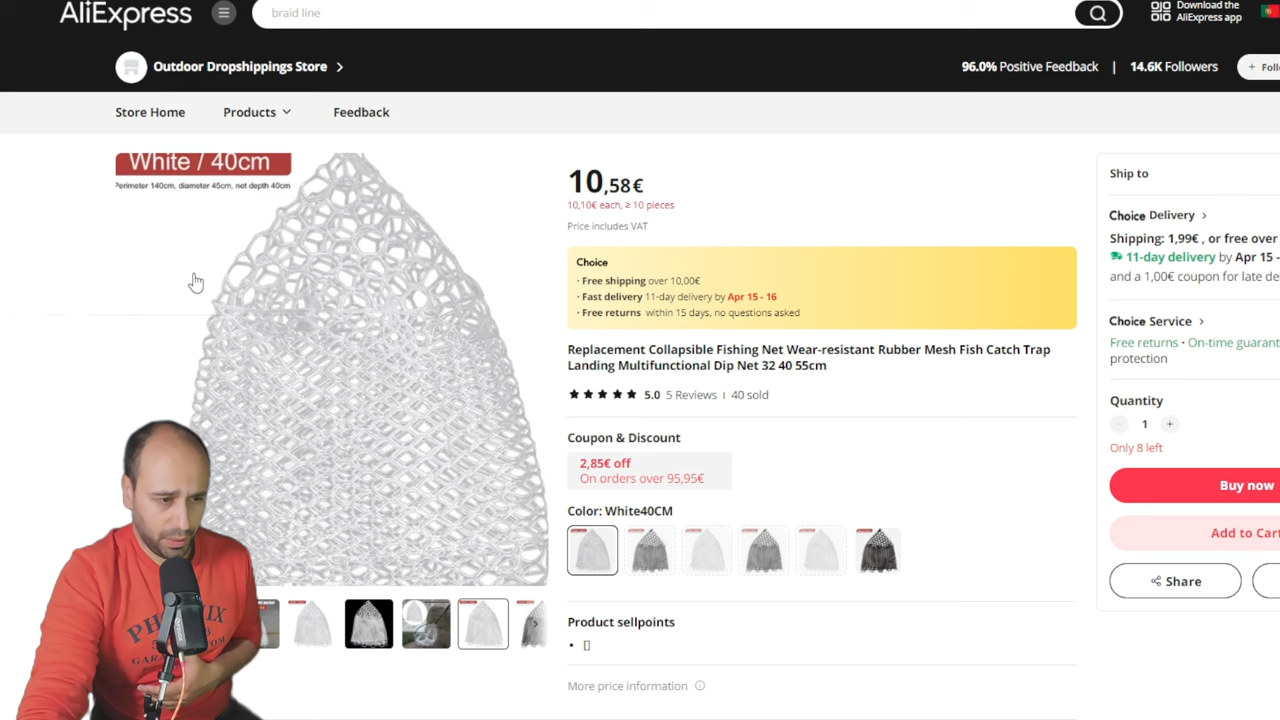 AliExpress
braid line
Download the
AliExpress app
Outdoor Dropshippings Store
96.0% Positive Feedback | 14.6K Followers
+ Foll
Store Home
Products
Feedback
White / 40cm
Perimeter 140cm, diameter 45cm, net depth 40cm
10,58€
10,10€ each, ≥ 10 pieces
Price includes VAT
Choice
· Free shipping over 10,00€
· Fast delivery 11-day delivery by Apr 15 - 16
· Free returns within 15 days, no questions asked
Replacement Collapsible Fishing Net Wear-resistant Rubber Mesh Fish Catch Trap
Landing Multifunctional Dip Net 32 40 55cm
5.0 5 Reviews | 40 sold
Coupon & Discount
2,85€ off
On orders over 95,95€
Color: White40CM
Product sellpoints
• []
More price information
Ship to
Choice Delivery >
Shipping: 1,99€ , or free over
11-day delivery by Apr 15 -
and a 1,00€ coupon for late de
Choice Service >
Free returns · On-time guarant
protection
Quantity
- 1 +
Only 8 left
Buy now
Add to Cart
Share
PH
GARA